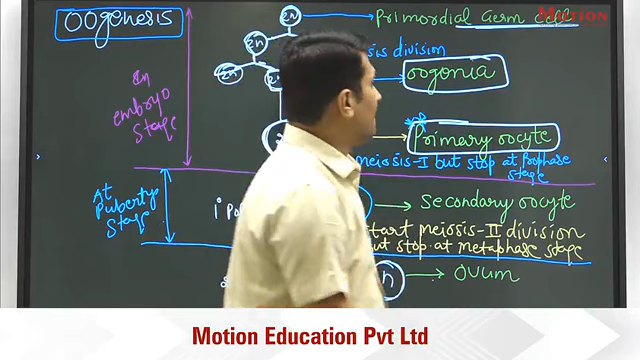 Oogenesis
2n
Primordial Germ Cell
MOTION
2n
division
2n
2n
oogonia
In
embryo
Stage
Primary oocyte
meiosis-I but stop at Prophase
stage
At
Puberty
Stage
I Po
Secondary oocyte
start meiosis-II division
but stop at metaphase stage
n
Ovum
Motion Education Pvt Ltd